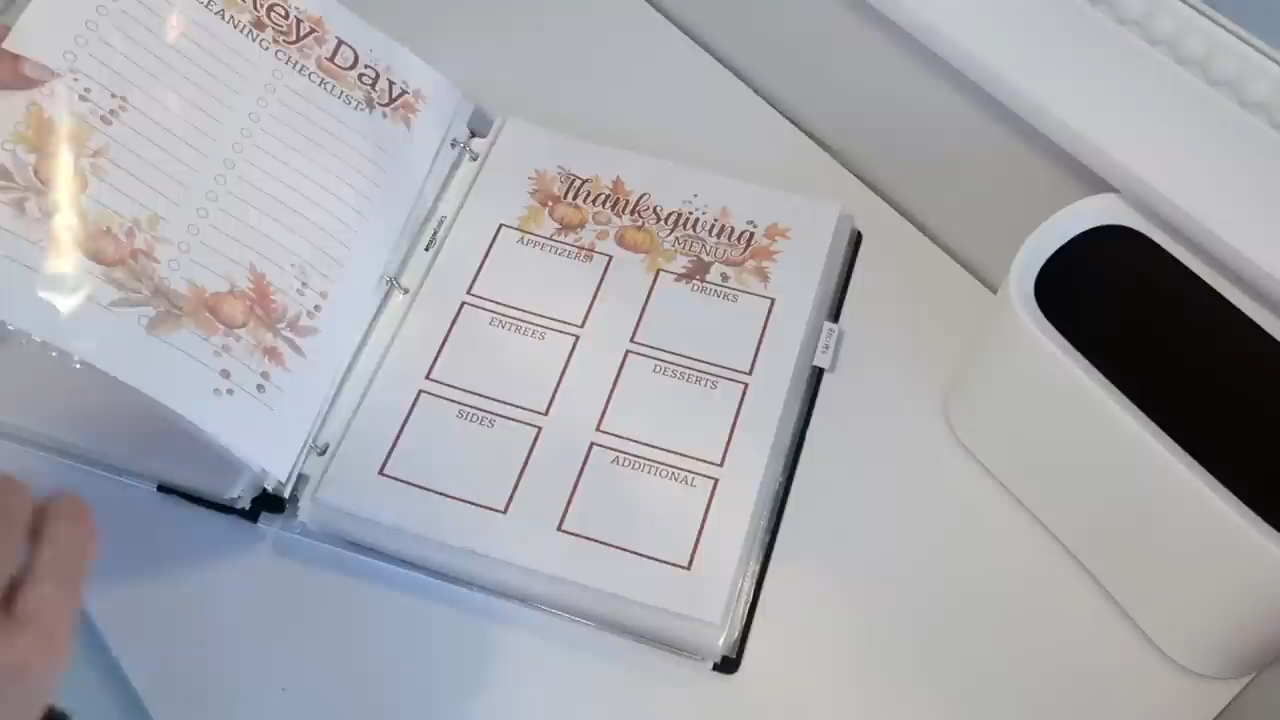 key Day
CLEANING CHECKLIST
Thanksgiving
MENU
APPETIZERS
DRINKS
ENTREES
DESSERTS
SIDES
ADDITIONAL